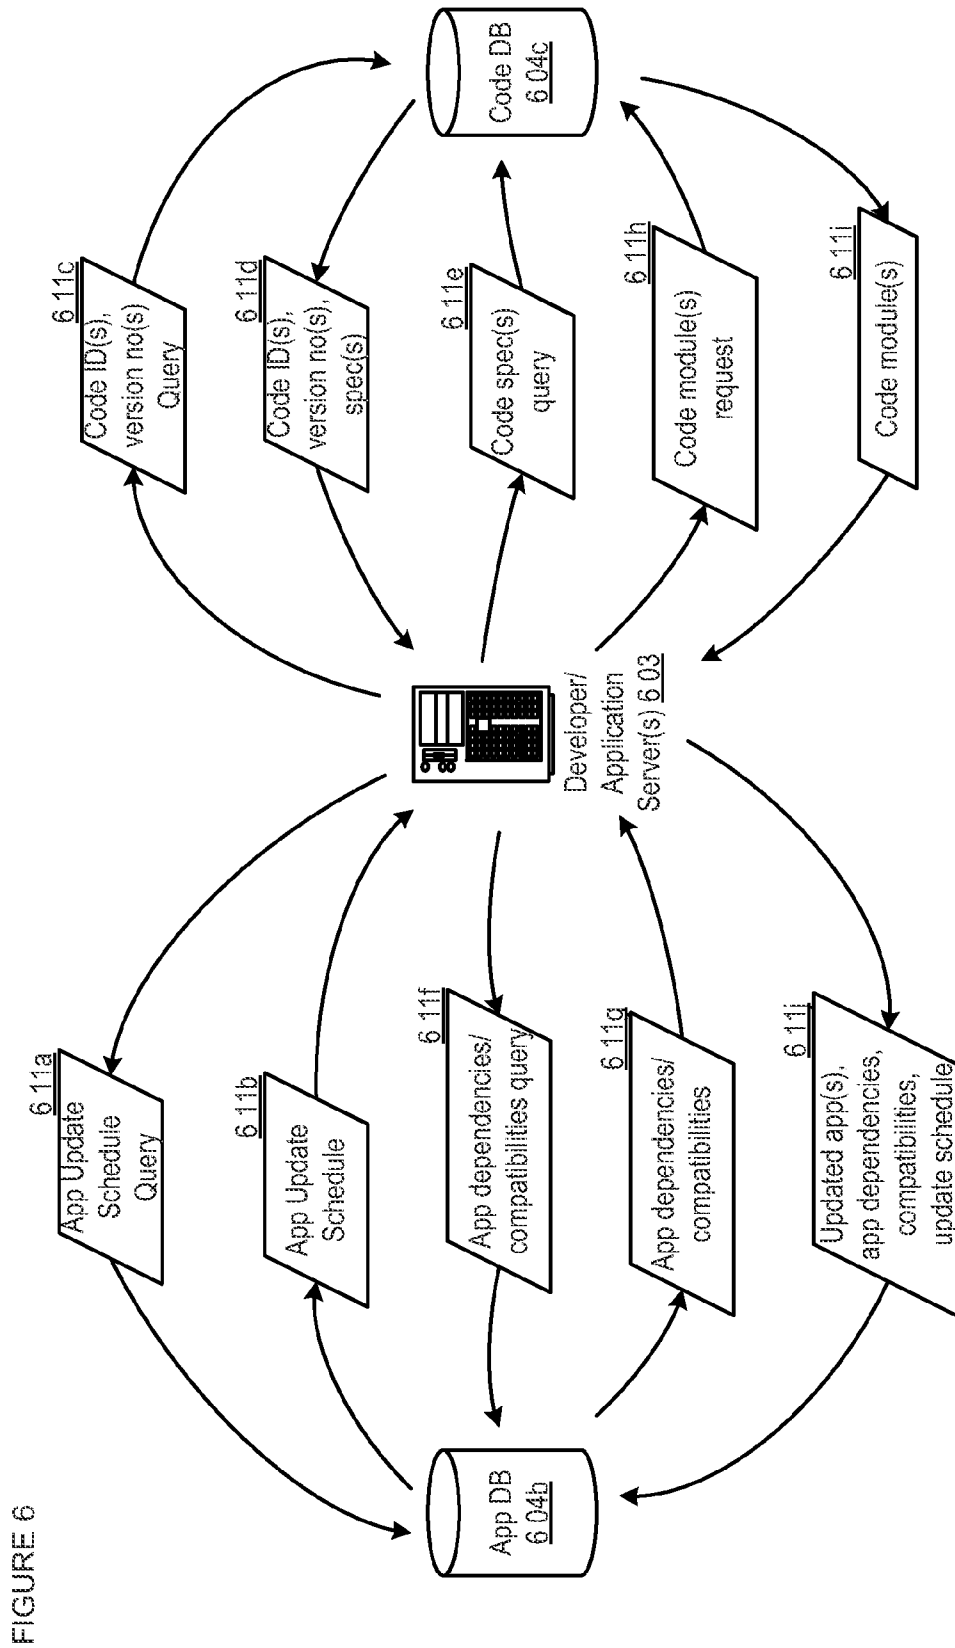 FIGURE 6
6 11a
App Update
Schedule
Query
6 11b
App Update
Schedule
6 11f
App dependencies/
compatibilities query
6 11g
App dependencies/
compatibilities
6 11j
Updated app(s),
app dependencies,
compatibilities,
update schedule
App DB
6 04b
Developer/
Application
Server(s) 6 03
6 11c
Code ID(s),
version no(s)
Query
6 11d
Code ID(s),
version no(s),
spec(s)
6 11e
Code spec(s)
query
6 11h
Code module(s)
request
6 11i
Code module(s)
Code DB
6 04c